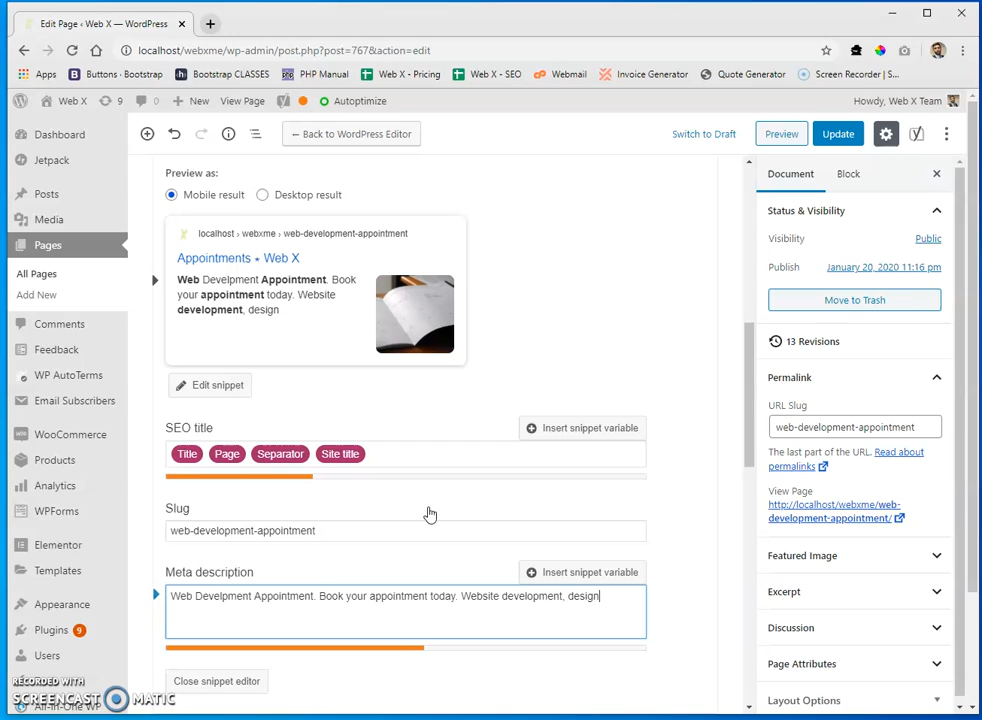 Edit Page ‹ Web X — WordPress
localhost/webxme/wp-admin/post.php?post=767&action=edit
Apps Buttons · Bootstrap Bootstrap CLASSES PHP Manual Web X - Pricing Web X - SEO Webmail Invoice Generator Quote Generator Screen Recorder | S...
Web X 9 0 New View Page Autoptimize Howdy, Web X Team
Dashboard
Jetpack
Posts
Media
Pages
All Pages
Add New
Comments
Feedback
WP AutoTerms
Email Subscribers
WooCommerce
Products
Analytics
WPForms
Elementor
Templates
Appearance
Plugins 9
Users
All-in-One WP
RECORDED WITH
SCREENCAST MATIC
← Back to WordPress Editor Switch to Draft Preview Update
Preview as:
Mobile result Desktop result
localhost › webxme › web-development-appointment
Appointments ⋆ Web X
Web Develpment Appointment. Book
your appointment today. Website
development, design
Edit snippet
SEO title Insert snippet variable
Title Page Separator Site title
Slug
web-development-appointment
Meta description Insert snippet variable
Web Develpment Appointment. Book your appointment today. Website development, design
Close snippet editor
Document Block
Status & Visibility
Visibility Public
Publish January 20, 2020 11:16 pm
Move to Trash
13 Revisions
Permalink
URL Slug
web-development-appointment
The last part of the URL. Read about
permalinks
View Page
http://localhost/webxme/web-
development-appointment/
Featured Image
Excerpt
Discussion
Page Attributes
Layout Options